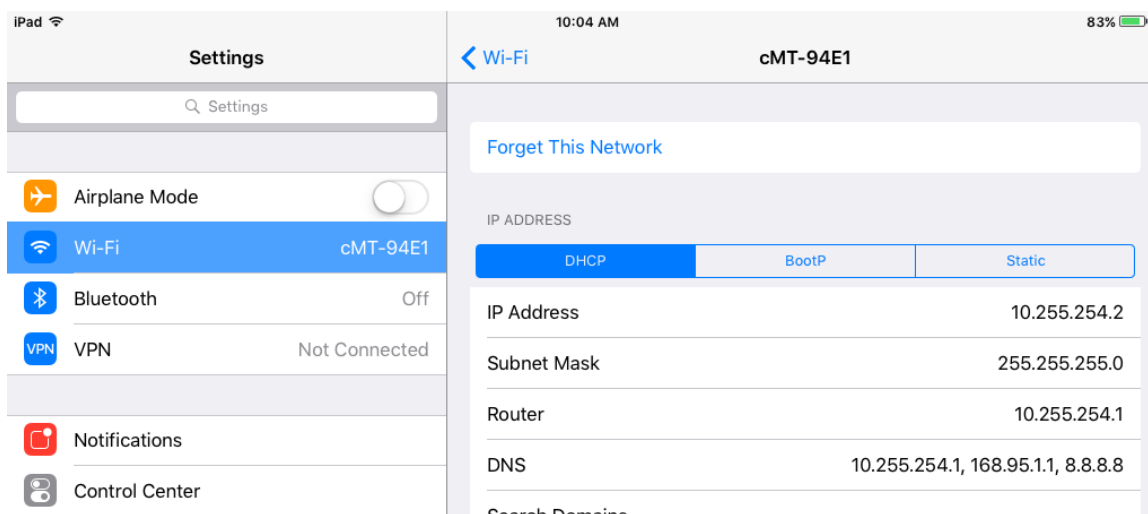 iPad
10:04 AM
83%
Settings
Wi-Fi
cMT-94E1
Settings
Forget This Network
Airplane Mode
IP ADDRESS
Wi-Fi cMT-94E1
DHCP BootP Static
Bluetooth Off
IP Address 10.255.254.2
VPN VPN Not Connected
Subnet Mask 255.255.255.0
Router 10.255.254.1
Notifications
DNS 10.255.254.1, 168.95.1.1, 8.8.8.8
Control Center
Search Domains